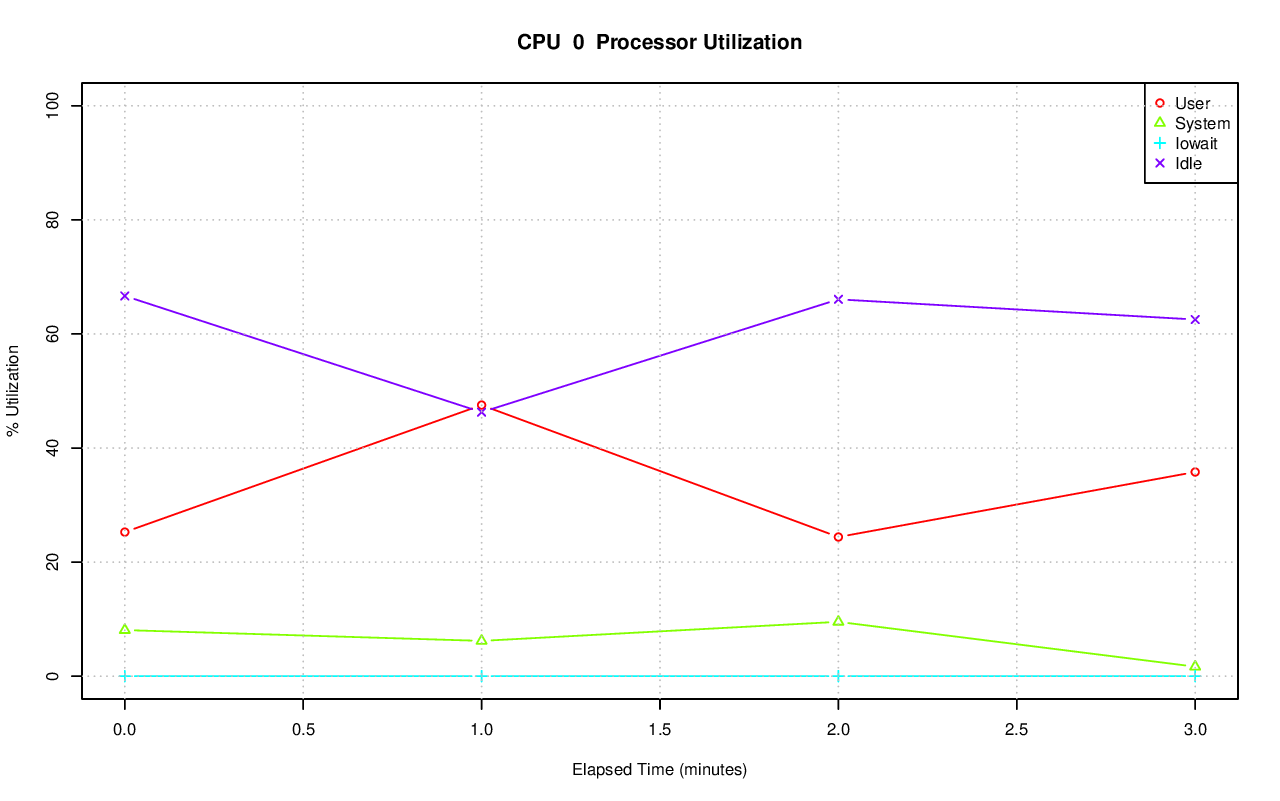 CPU  0  Processor Utilization
100
80
60
40
20
0
% Utilization
User
System
Iowait
Idle
0.0 0.5 1.0 1.5 2.0 2.5 3.0
Elapsed Time (minutes)